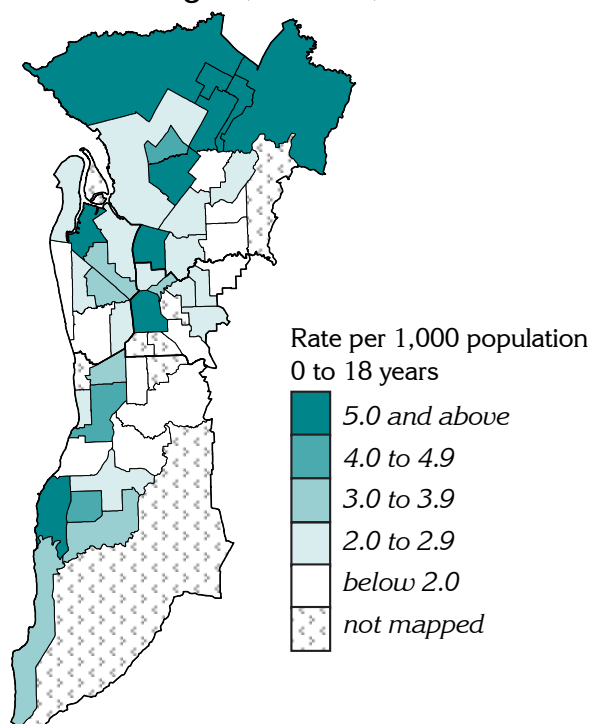 Rate per 1,000 population
0 to 18 years
5.0 and above
4.0 to 4.9
3.0 to 3.9
2.0 to 2.9
below 2.0
not mapped